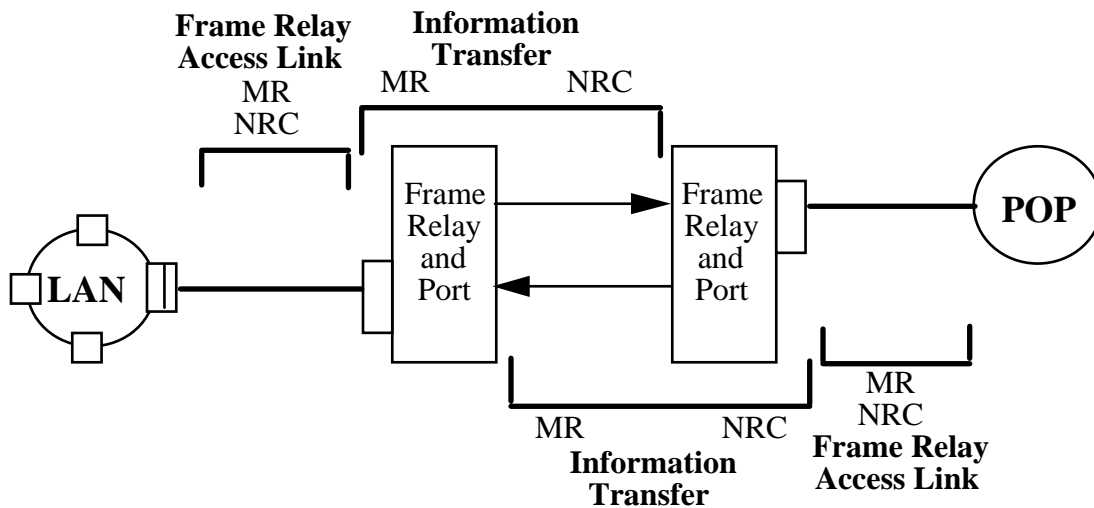 Frame Relay
Access Link
MR
NRC
Information
Transfer
MR NRC
LAN
Frame
Relay
and
Port
Frame
Relay
and
Port
POP
MR NRC
Information
Transfer
MR
NRC
Frame Relay
Access Link